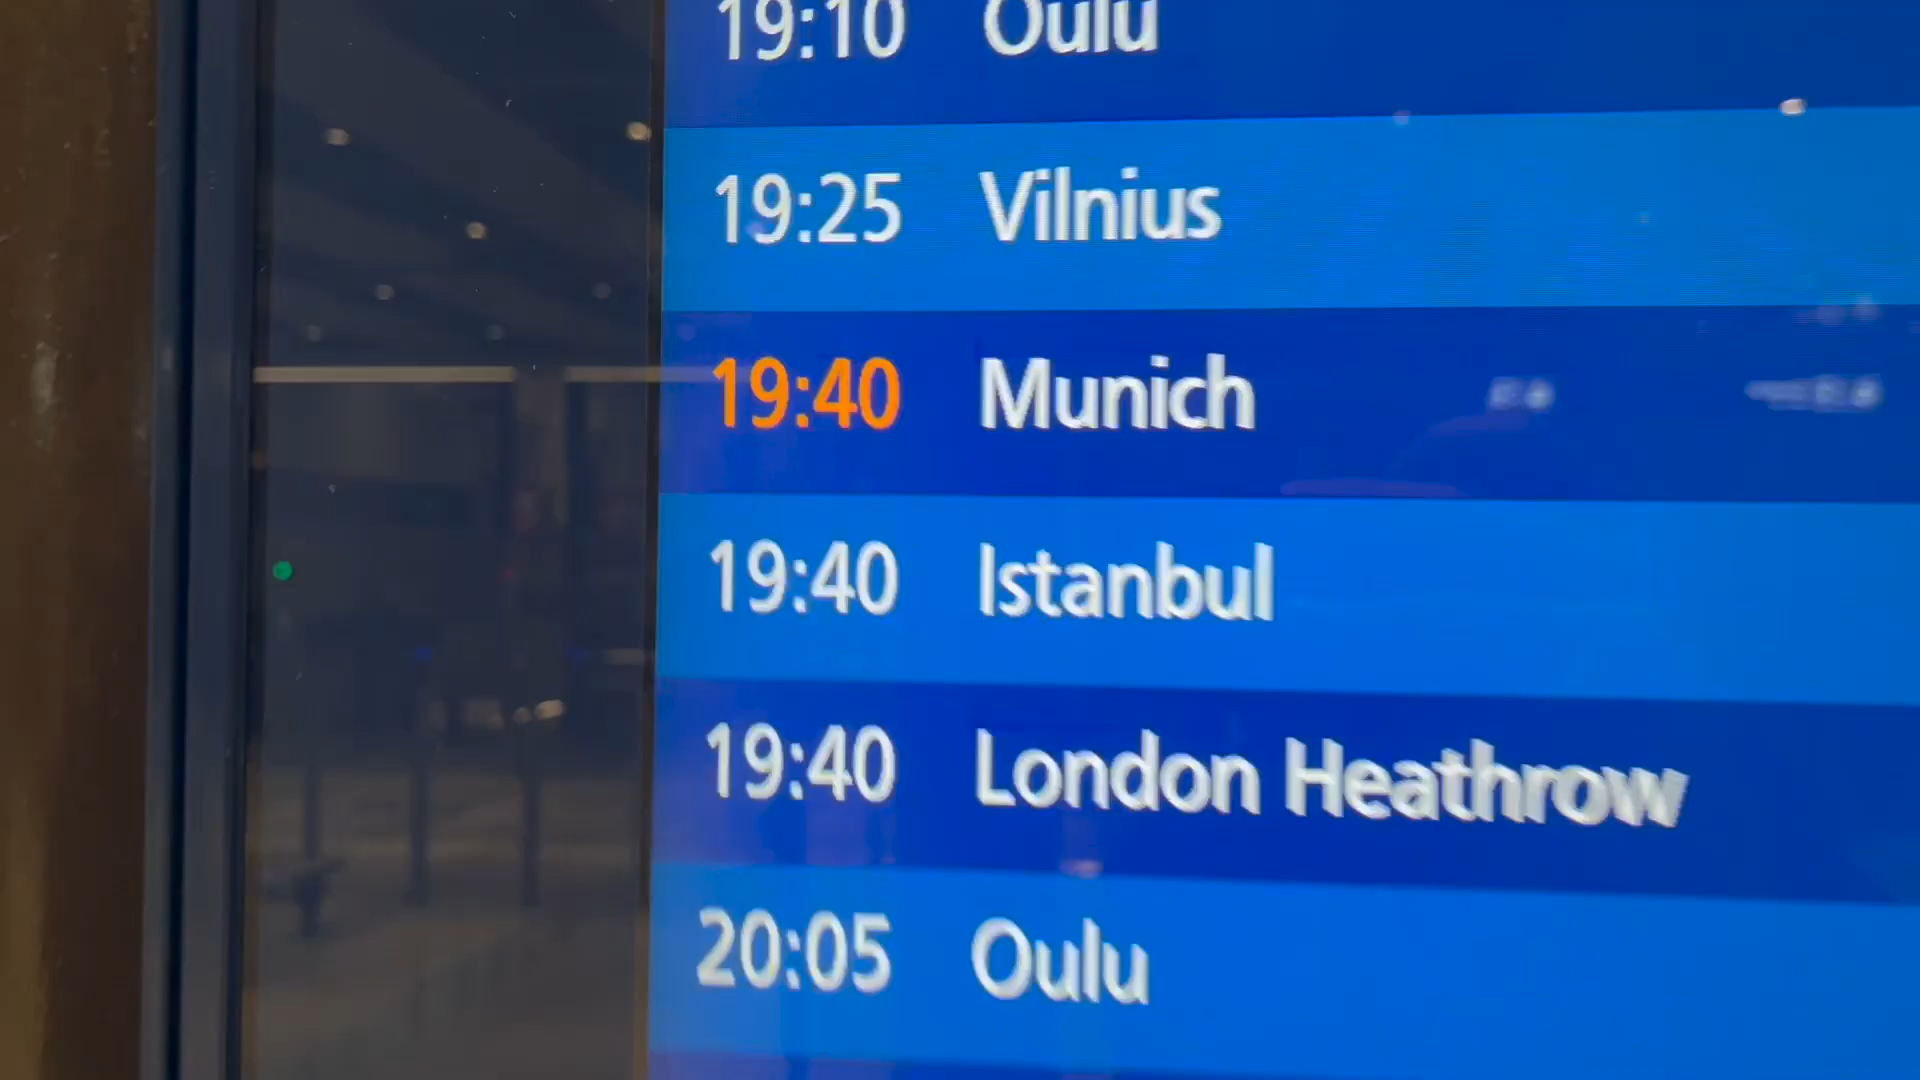 19:10 Oulu
19:25 Vilnius
19:40 Munich
19:40 Istanbul
19:40 London Heathrow
20:05 Oulu